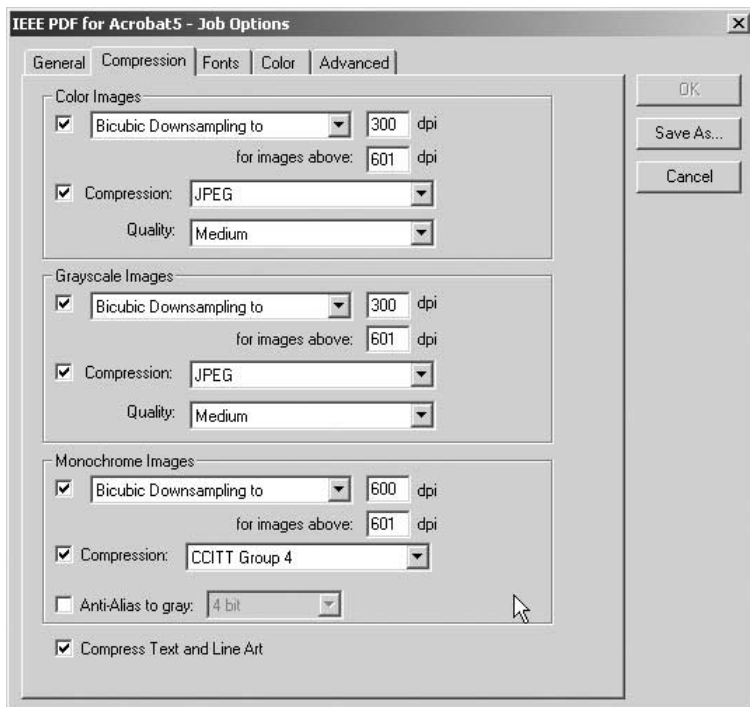 IEEE PDF for Acrobat5 - Job Options
General Compression Fonts Color Advanced
OK
Save As...
Cancel
Color Images
Bicubic Downsampling to 300 dpi
for images above: 601 dpi
Compression: JPEG
Quality: Medium
Grayscale Images
Bicubic Downsampling to 300 dpi
for images above: 601 dpi
Compression: JPEG
Quality: Medium
Monochrome Images
Bicubic Downsampling to 600 dpi
for images above: 601 dpi
Compression: CCITT Group 4
Anti-Alias to gray: 4 bit
Compress Text and Line Art